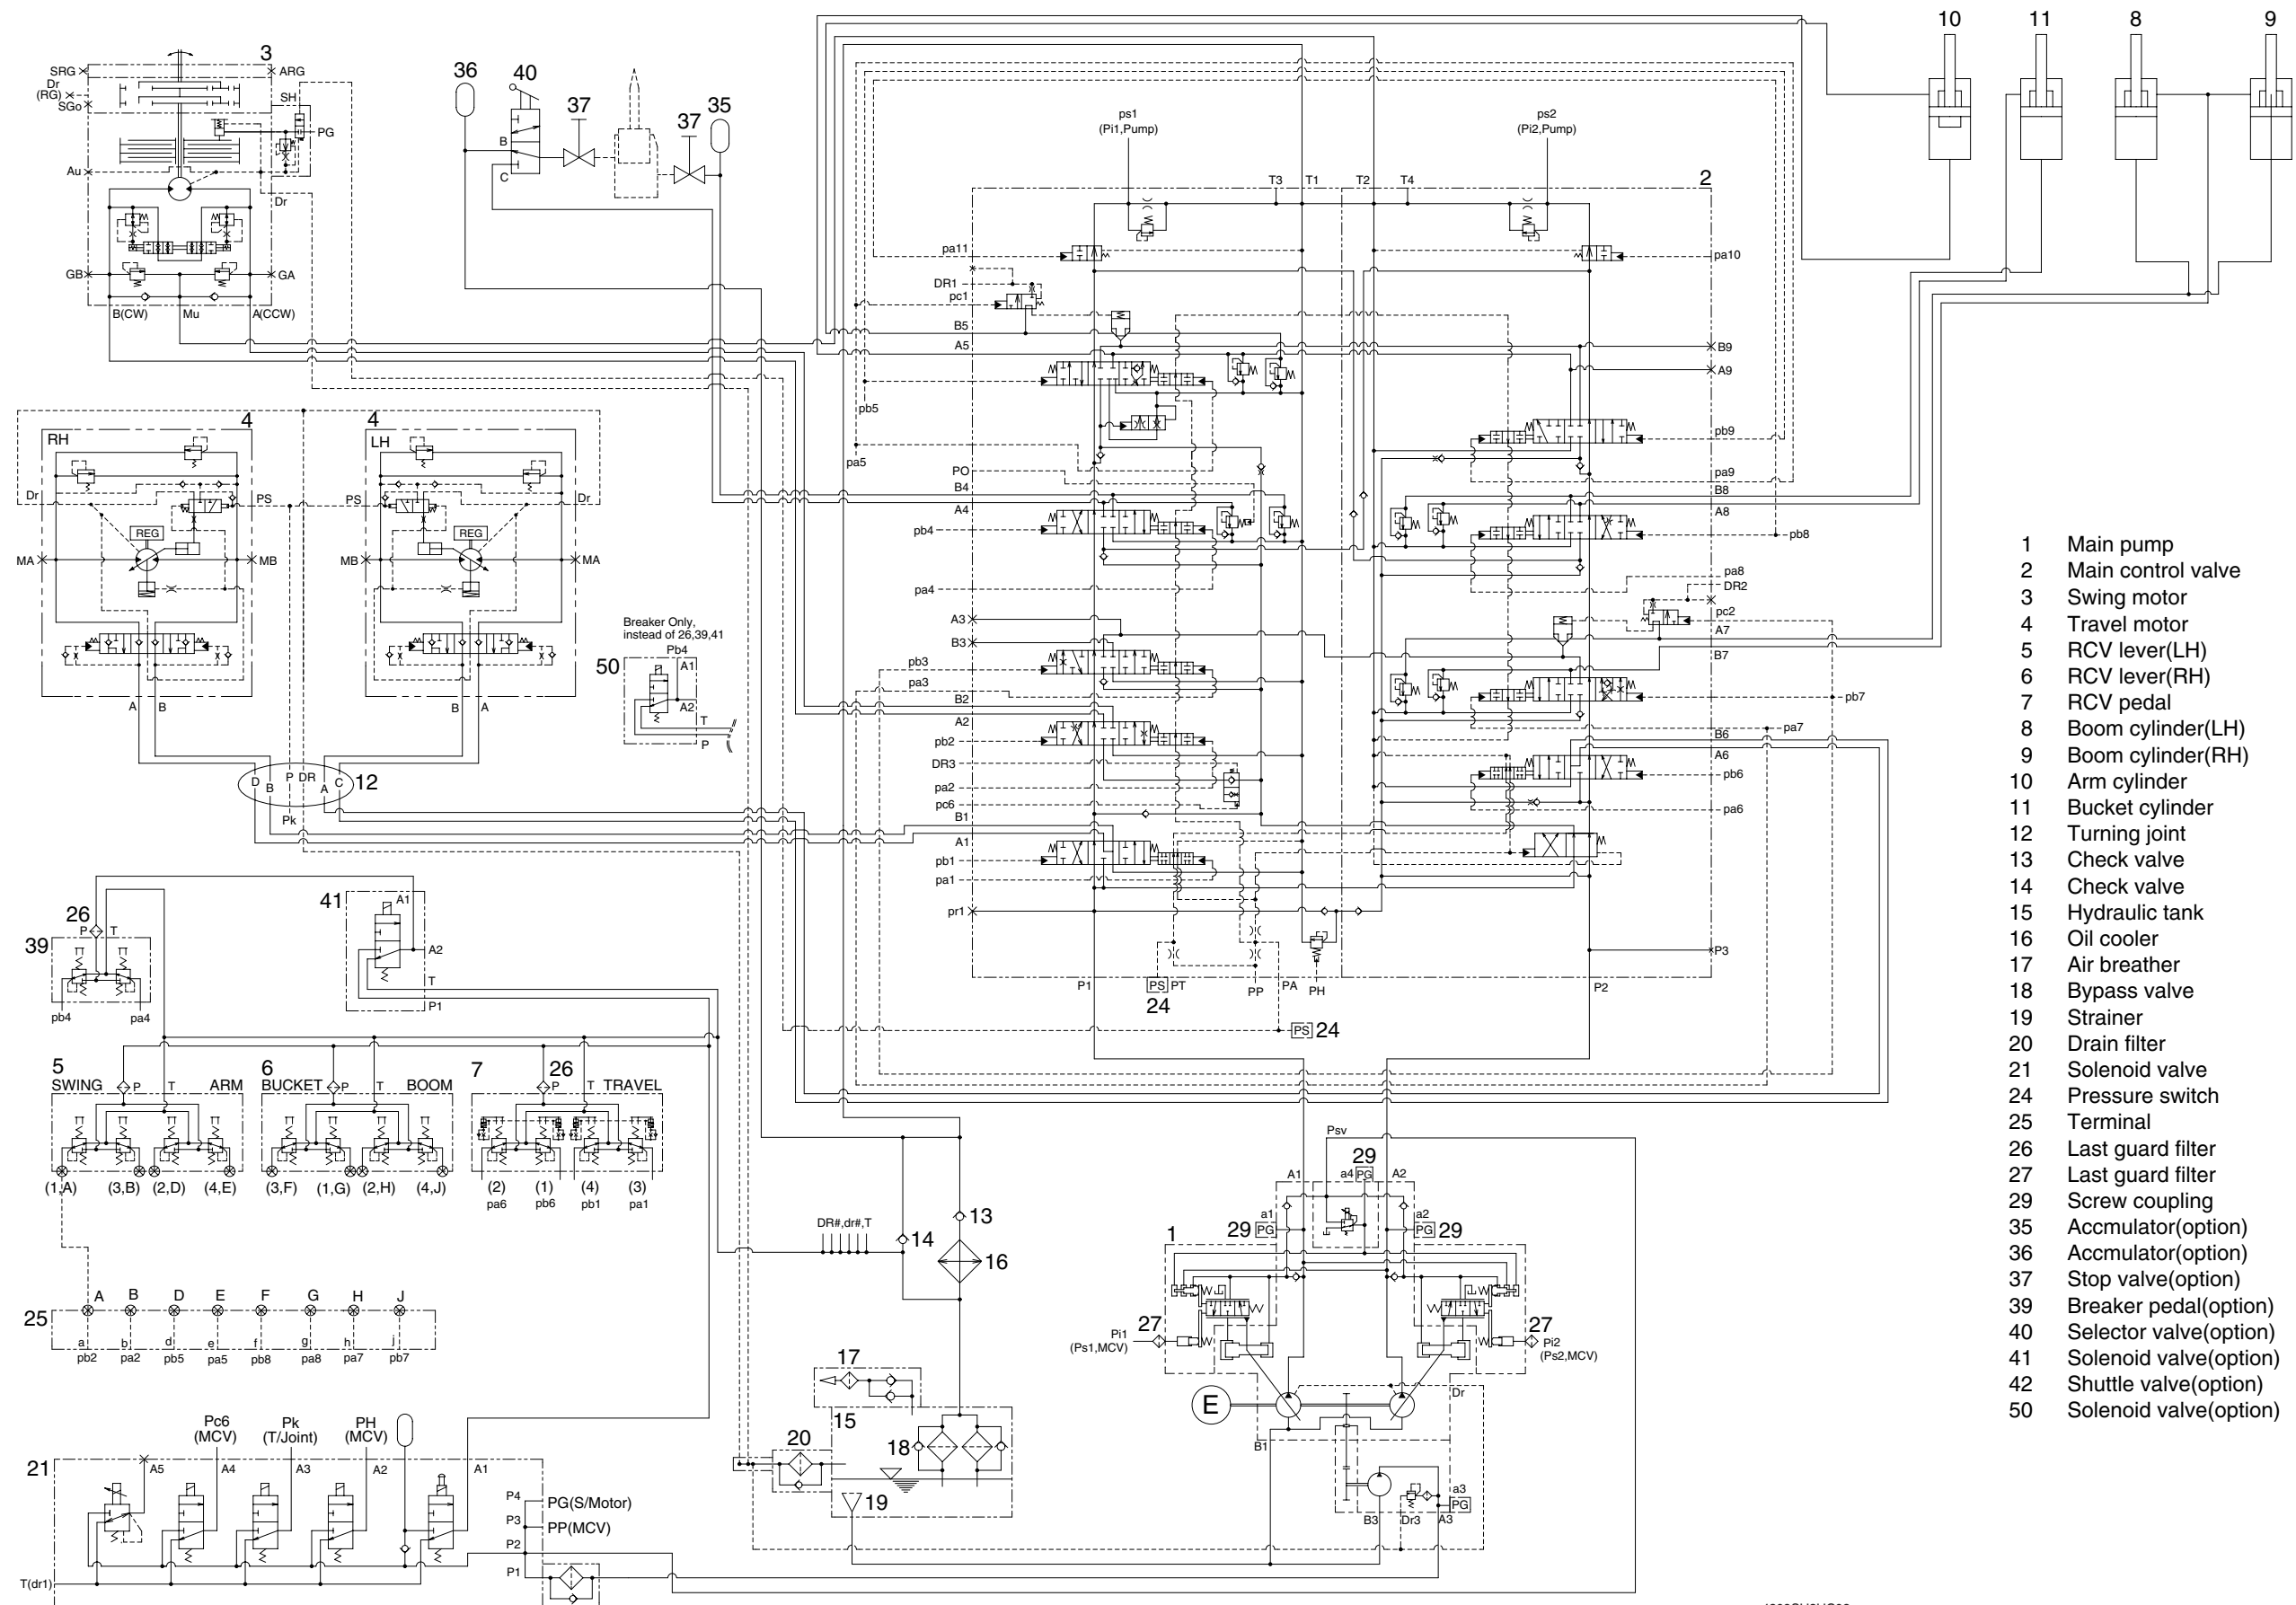 3
SRG
ARG
Dr
(RG)
SGo
SH
PG
Au
Dr
GB
GA
B(CW)
Mu
A(CCW)
36
40
37
37
35
B
C
ps1
(Pi1,Pump)
ps2
(Pi2,Pump)
T3
T1
T2
T4
2
10
11
8
9
pa11
pa10
DR1
pc1
B5
A5
B9
A9
pb5
pa5
pb9
PO
pa9
B4
B8
A4
A8
pb4
pb8
pa4
pa8
DR2
A3
pc2
A7
B3
B7
pb3
pa3
pb7
B2
A2
pa7
pb2
B6
DR3
A6
pa2
pb6
pc6
pa6
B1
A1
pb1
pa1
pr1
P3
P1
PS
PT
PP
PA
PH
P2
24
PS
24
4
4
RH
LH
Dr
PS
PS
Dr
REG
REG
MA
MB
MB
MA
A
B
B
A
Breaker Only,
instead of 26,39,41
Pb4
50
A1
A2
T
P
D
B
P
DR
A
C
12
Pk
26
41
A1
39
P
T
A2
T
P1
pb4
pa4
5
SWING
P
T
ARM
6
BUCKET
P
T
BOOM
7
26
P
T
TRAVEL
(1,A)
(3,B)
(2,D)
(4,E)
(3,F)
(1,G)
(2,H)
(4,J)
(2)
(1)
(4)
(3)
pa6
pb6
pb1
pa1
DR#,dr#,T
13
14
16
25
A
B
D
E
F
G
H
J
a
b
d
e
f
g
h
j
pb2
pa2
pb5
pa5
pb8
pa8
pa7
pb7
Psv
29
A1
a4
PG
A2
a1
29
PG
a2
PG
29
1
27
27
Pi1
(Ps1,MCV)
Pi2
(Ps2,MCV)
E
Dr
B1
a3
PG
B3
Dr3
A3
17
15
18
20
19
Pc6
(MCV)
Pk
(T/Joint)
PH
(MCV)
21
A5
A4
A3
A2
A1
P4
PG(S/Motor)
P3
PP(MCV)
P2
P1
T(dr1)
1 Main pump
2 Main control valve
3 Swing motor
4 Travel motor
5 RCV lever(LH)
6 RCV lever(RH)
7 RCV pedal
8 Boom cylinder(LH)
9 Boom cylinder(RH)
10 Arm cylinder
11 Bucket cylinder
12 Turning joint
13 Check valve
14 Check valve
15 Hydraulic tank
16 Oil cooler
17 Air breather
18 Bypass valve
19 Strainer
20 Drain filter
21 Solenoid valve
24 Pressure switch
25 Terminal
26 Last guard filter
27 Last guard filter
29 Screw coupling
35 Accmulator(option)
36 Accmulator(option)
37 Stop valve(option)
39 Breaker pedal(option)
40 Selector valve(option)
41 Solenoid valve(option)
42 Shuttle valve(option)
50 Solenoid valve(option)